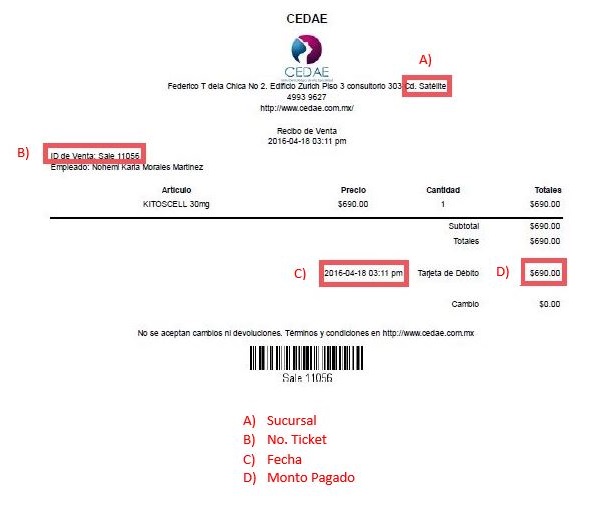 CEDAE
CEDAE
A)
Federico T dela Chica No 2. Edificio Zurich Piso 3 consultorio 303 Cd. Satélite
4993 9627
http://www.cedae.com.mx/
Recibo de Venta
2016-04-18 03:11 pm
B) ID de Venta: Sale 11056
Empleado: Nohemi Karla Morales Martinez
Articulo Precio Cantidad Totales
KITOSCELL 30mg $690.00 1 $690.00
Subtotal $690.00
Totales $690.00
C) 2016-04-18 03:11 pm Tarjeta de Débito D) $690.00
Cambio $0.00
No se aceptan cambios ni devoluciones. Términos y condiciones en http://www.cedae.com.mx
Sale 11056
A) Sucursal
B) No. Ticket
C) Fecha
D) Monto Pagado